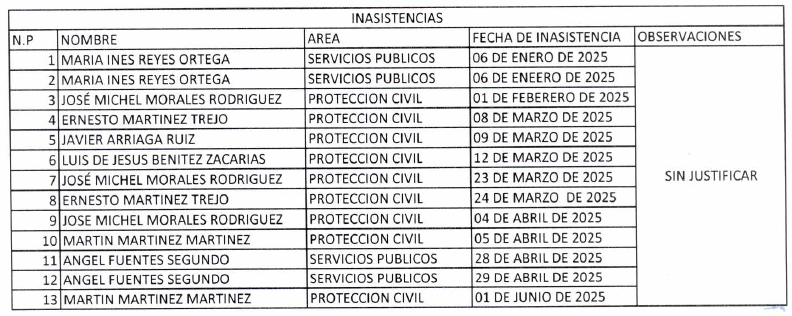 INASISTENCIAS
N.P NOMBRE AREA FECHA DE INASISTENCIA OBSERVACIONES
1 MARIA INES REYES ORTEGA SERVICIOS PUBLICOS 06 DE ENERO DE 2025
2 MARIA INES REYES ORTEGA SERVICIOS PUBLICOS 06 DE ENEERO DE 2025
3 JOSÉ MICHEL MORALES RODRIGUEZ PROTECCION CIVIL 01 DE FEBERERO DE 2025
4 ERNESTO MARTINEZ TREJO PROTECCION CIVIL 08 DE MARZO DE 2025
5 JAVIER ARRIAGA RUIZ PROTECCION CIVIL 09 DE MARZO DE 2025
6 LUIS DE JESUS BENITEZ ZACARIAS PROTECCION CIVIL 12 DE MARZO DE 2025
7 JOSÉ MICHEL MORALES RODRIGUEZ PROTECCION CIVIL 23 DE MARZO DE 2025 SIN JUSTIFICAR
8 ERNESTO MARTINEZ TREJO PROTECCION CIVIL 24 DE MARZO DE 2025
9 JOSE MICHEL MORALES RODRIGUEZ PROTECCION CIVIL 04 DE ABRIL DE 2025
10 MARTIN MARTINEZ MARTINEZ PROTECCION CIVIL 05 DE ABRIL DE 2025
11 ANGEL FUENTES SEGUNDO SERVICIOS PUBLICOS 28 DE ABRIL DE 2025
12 ANGEL FUENTES SEGUNDO SERVICIOS PUBLICOS 29 DE ABRIL DE 2025
13 MARTIN MARTINEZ MARTINEZ PROTECCION CIVIL 01 DE JUNIO DE 2025